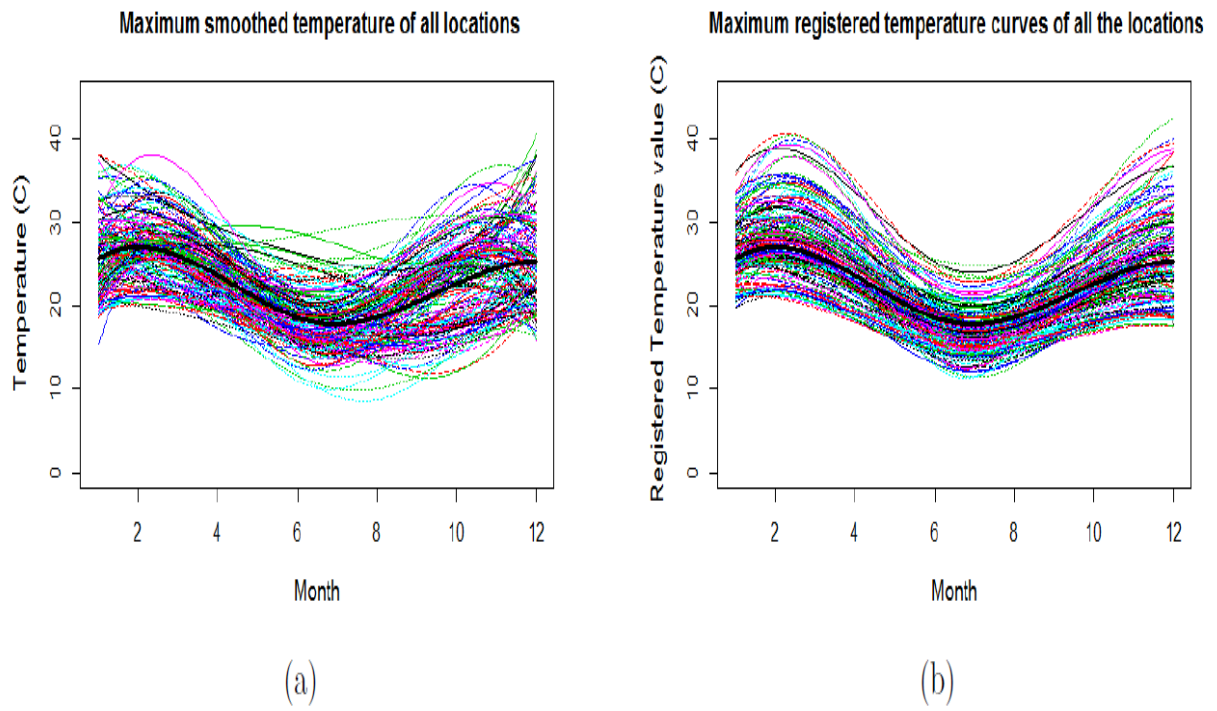 Maximum smoothed temperature of all locations
Temperature (C)
40
30
20
10
0
2 4 6 8 10 12
Month
(a)
Maximum registered temperature curves of all the locations
Registered Temperature value (C)
40
30
20
10
0
2 4 6 8 10 12
Month
(b)